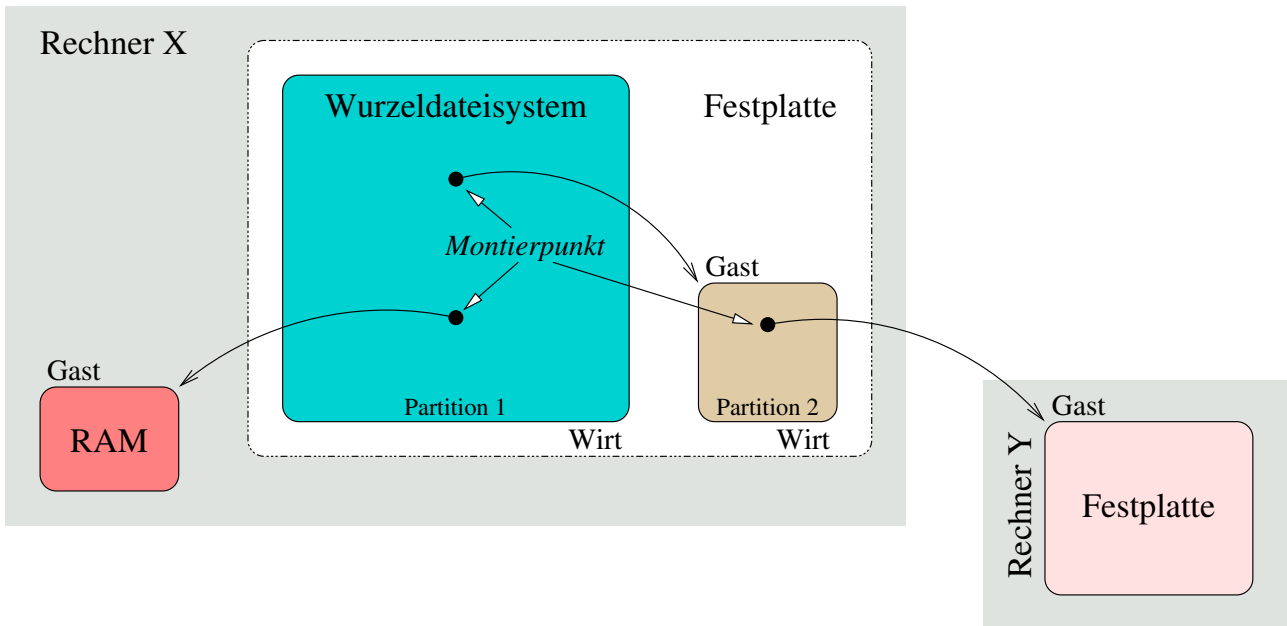 Rechner X
Wurzeldateisystem
Festplatte
Montierpunkt
Gast
Gast
RAM
Partition 1
Partition 2
Wirt
Wirt
Gast
Rechner Y
Festplatte